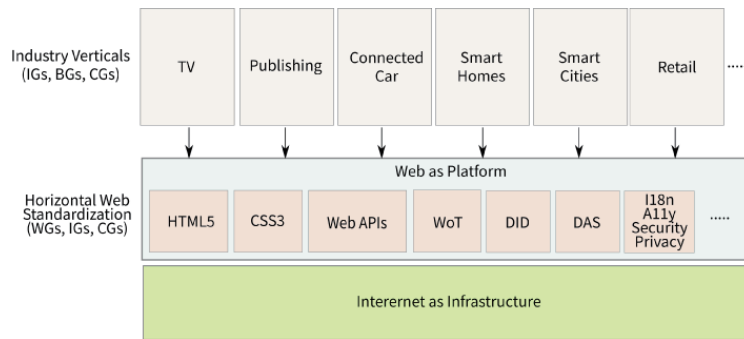 Industry Verticals
(IGs, BGs, CGs)
TV
Publishing
Connected
Car
Smart
Homes
Smart
Cities
Retail
.....
Web as Platform
Horizontal Web
Standardization
(WGs, IGs, CGs)
HTML5
CSS3
Web APIs
WoT
DID
DAS
I18n
A11y
Security
Privacy
.....
Interernet as Infrastructure